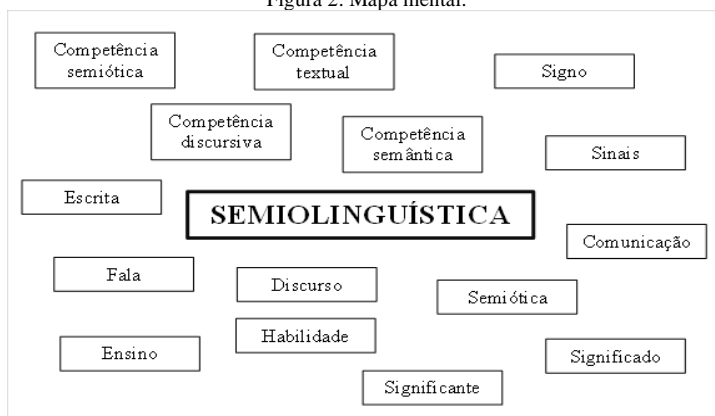 Figura 2: Mapa mental.
Competência
semiótica
Competência
textual
Signo
Competência
discursiva
Competência
semântica
Sinais
Escrita
SEMIOLINGUÍSTICA
Comunicação
Fala
Discurso
Semiótica
Habilidade
Ensino
Significado
Significante